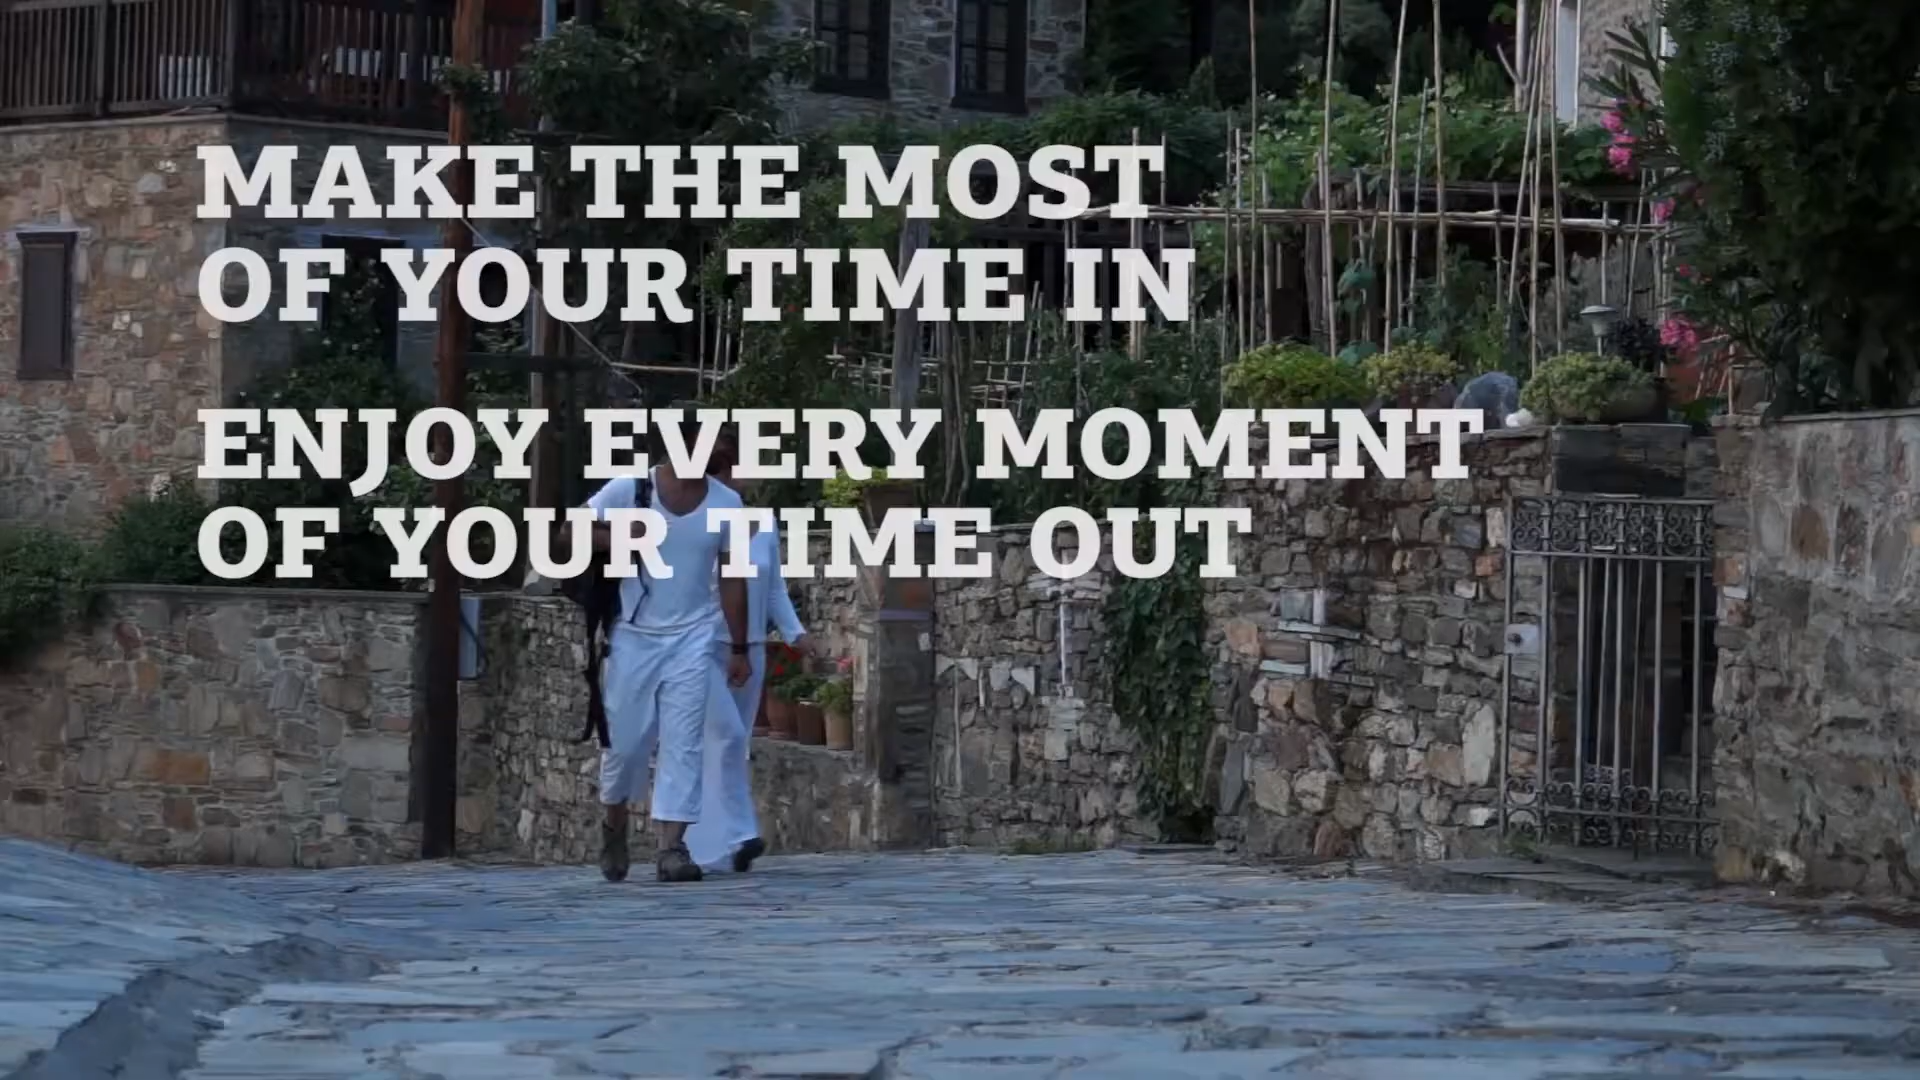 MAKE THE MOST
OF YOUR TIME IN
ENJOY EVERY MOMENT
OF YOUR TIME OUT